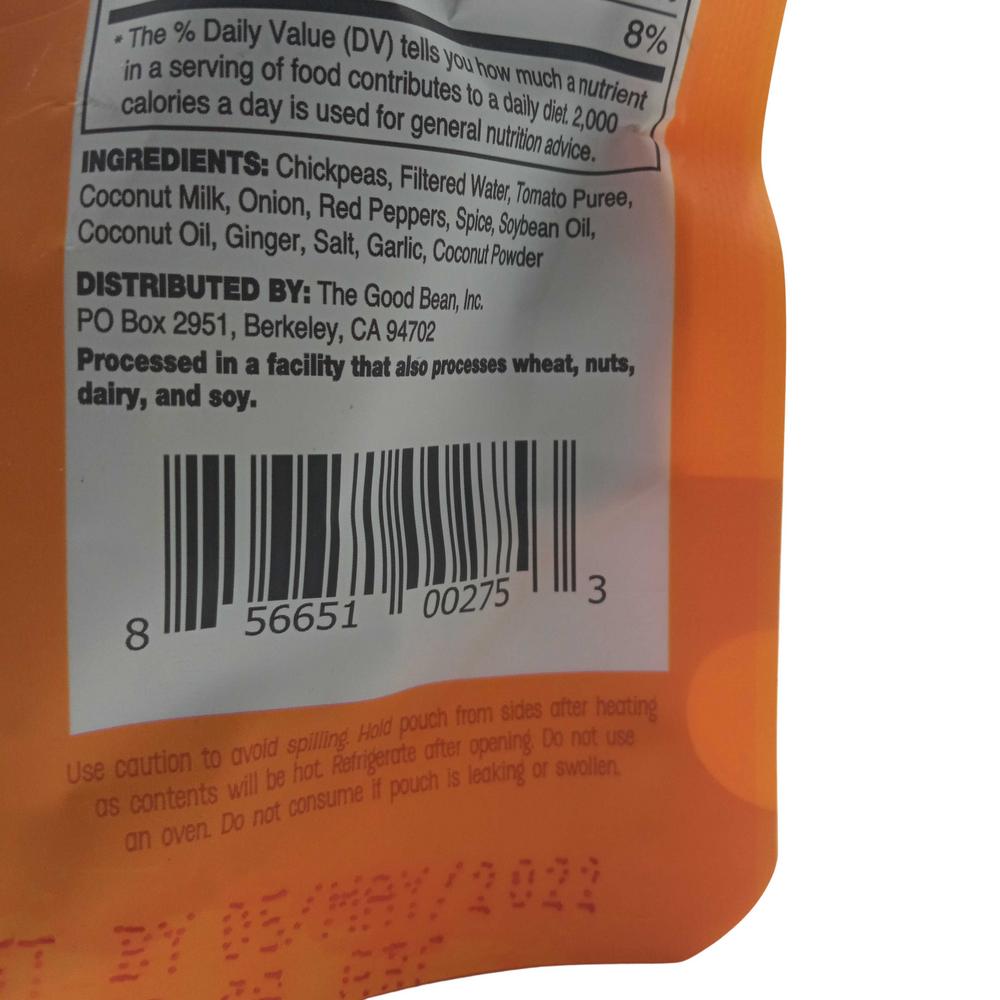 8%
* The % Daily Value (DV) tells you how much a nutrient
in a serving of food contributes to a daily diet. 2,000
calories a day is used for general nutrition advice.
INGREDIENTS: Chickpeas, Filtered Water, Tomato Puree,
Coconut Milk, Onion, Red Peppers, Spice, Soybean Oil,
Coconut Oil, Ginger, Salt, Garlic, Coconut Powder
DISTRIBUTED BY: The Good Bean, Inc.
PO Box 2951, Berkeley, CA 94702
Processed in a facility that also processes wheat, nuts,
dairy, and soy.
8 56651 00275 3
Use caution to avoid spilling. Hold pouch from sides after heating
as contents will be hot. Refrigerate after opening. Do not use
an oven. Do not consume if pouch is leaking or swollen.
BY 05/MAY/2022